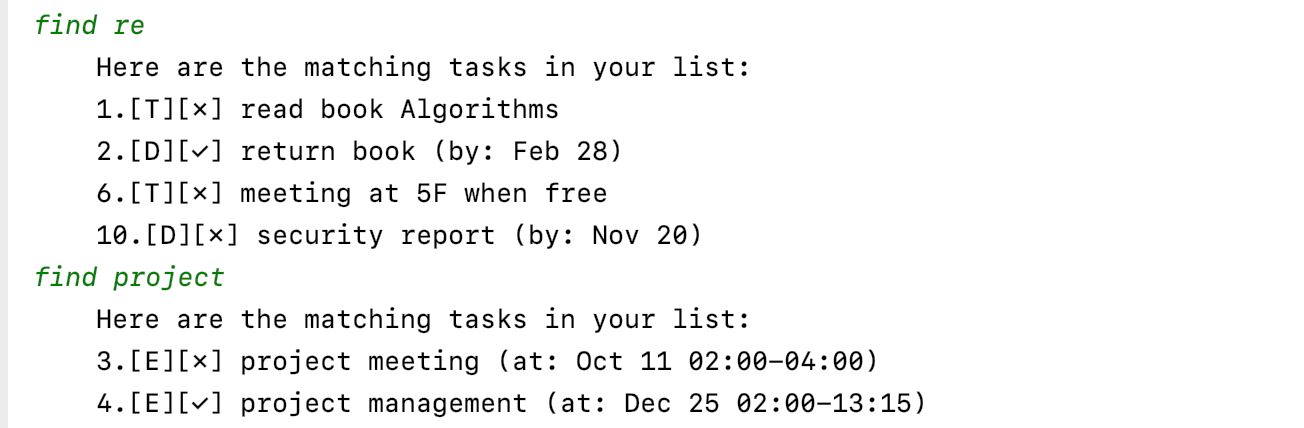 find re
Here are the matching tasks in your list:
1.[T][×] read book Algorithms
2.[D][✓] return book (by: Feb 28)
6.[T][×] meeting at 5F when free
10.[D][×] security report (by: Nov 20)
find project
Here are the matching tasks in your list:
3.[E][×] project meeting (at: Oct 11 02:00–04:00)
4.[E][✓] project management (at: Dec 25 02:00–13:15)